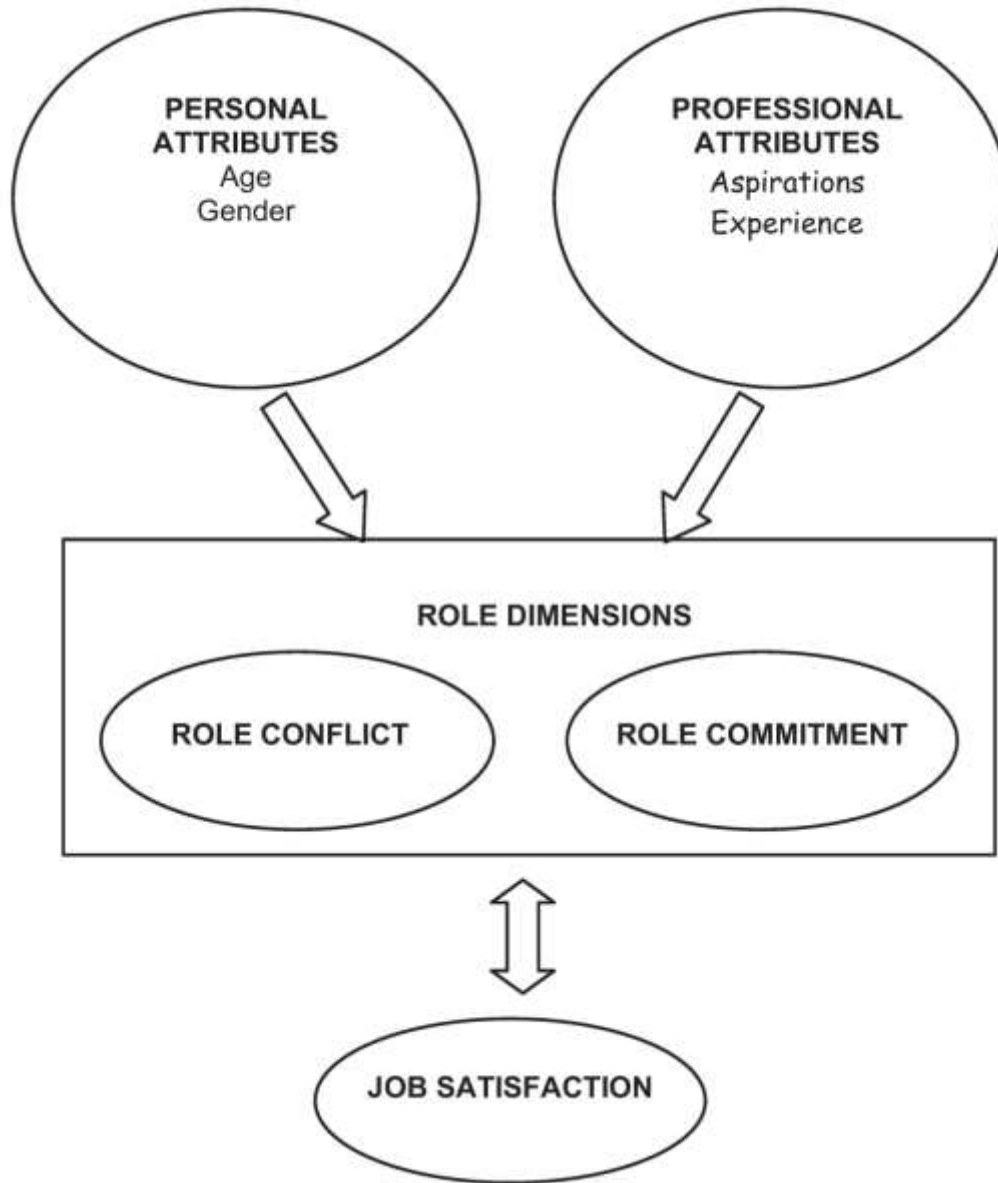 PERSONAL
ATTRIBUTES
Age
Gender
PROFESSIONAL
ATTRIBUTES
Aspirations
Experience
ROLE DIMENSIONS
ROLE CONFLICT
ROLE COMMITMENT
JOB SATISFACTION